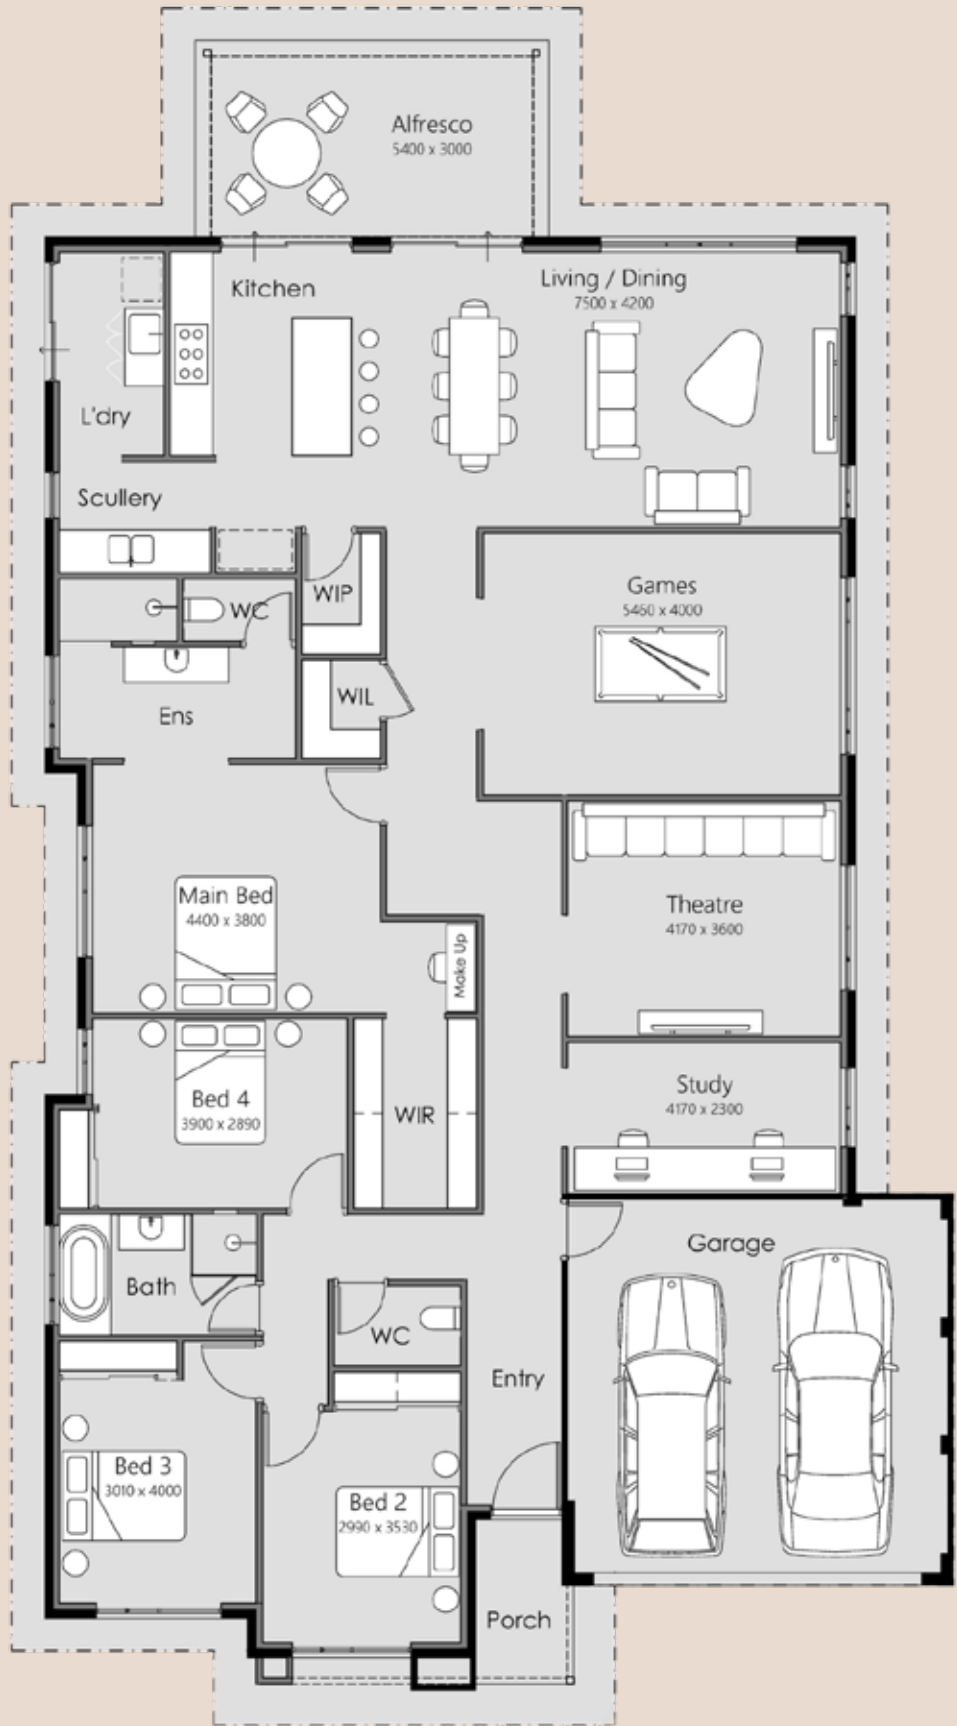 Alfresco
5400 x 3000
Kitchen
Living / Dining
7500 x 4200
L'dry
Scullery
WIP
WC
Games
5460 x 4000
WIL
Ens
Main Bed
4400 x 3800
Make Up
Theatre
4170 x 3600
Bed 4
3900 x 2890
WIR
Study
4170 x 2300
Garage
Bath
WC
Entry
Bed 3
3010 x 4000
Bed 2
2990 x 3530
Porch